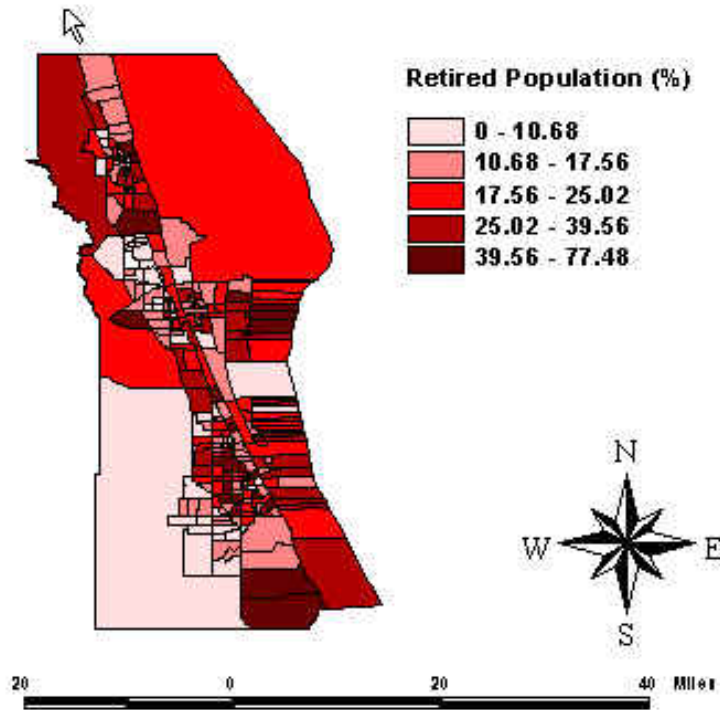 Retired Population (%)
0 - 10.68
10.68 - 17.56
17.56 - 25.02
25.02 - 39.56
39.56 - 77.48
N
W E
S
20 0 20 40 Miles